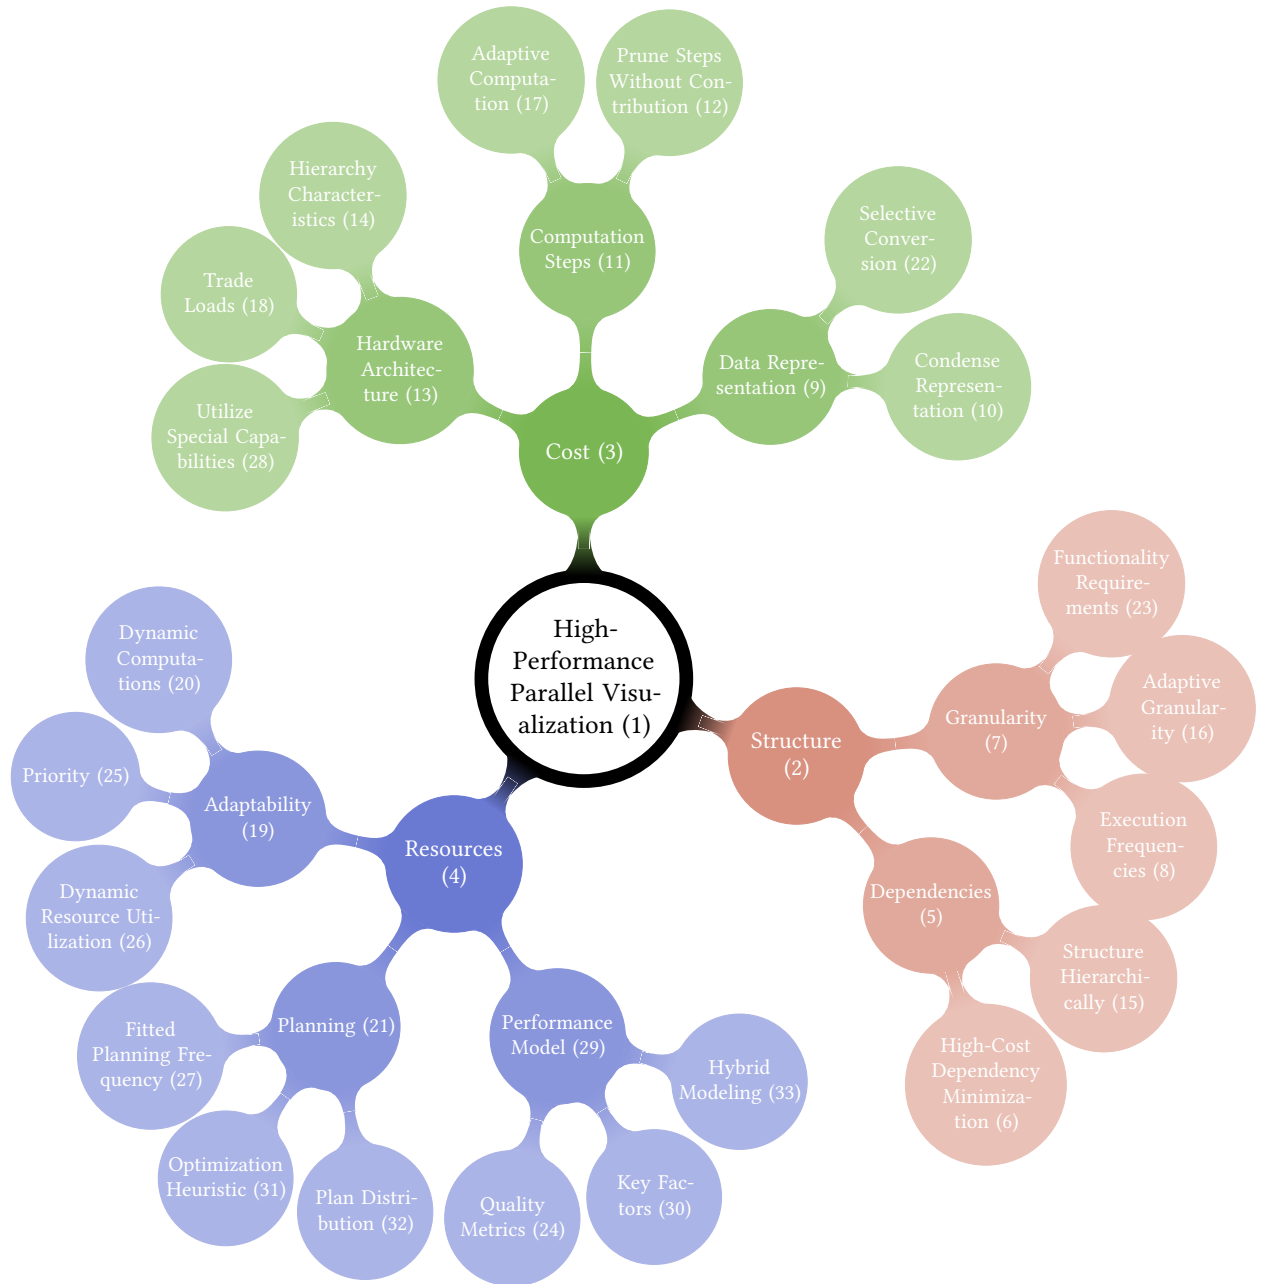 Adaptive
Computa-
tion (17)
Prune Steps
Without Con-
tribution (12)
Hierarchy
Character-
istics (14)
Selective
Conver-
sion (22)
Computation
Steps (11)
Trade
Loads (18)
Hardware
Architec-
ture (13)
Data Repre-
sentation (9)
Condense
Represen-
tation (10)
Utilize
Special Capa-
bilities (28)
Cost (3)
Functionality
Require-
ments (23)
High-
Performance
Parallel Visu-
alization (1)
Dynamic
Computa-
tions (20)
Adaptive
Granular-
ity (16)
Granularity
(7)
Structure
(2)
Priority (25)
Adaptability
(19)
Resources
(4)
Execution
Frequen-
cies (8)
Dependencies
(5)
Dynamic
Resource Uti-
lization (26)
Structure
Hierarchi-
cally (15)
Planning (21)
Performance
Model (29)
Fitted
Planning Fre-
quency (27)
High-Cost
Dependency
Minimiza-
tion (6)
Hybrid
Modeling (33)
Optimization
Heuristic (31)
Plan Distri-
bution (32)
Quality
Metrics (24)
Key Fac-
tors (30)